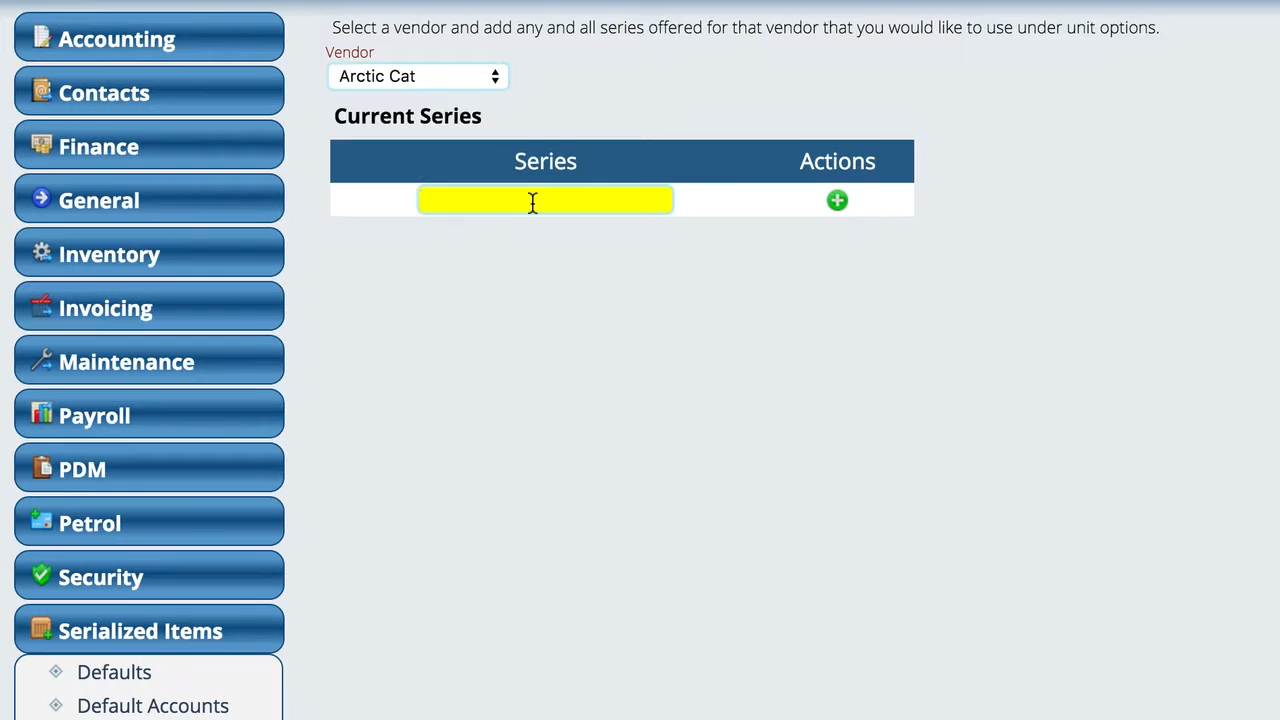 Accounting
Contacts
Finance
General
Inventory
Invoicing
Maintenance
Payroll
PDM
Petrol
Security
Serialized Items
Defaults
Default Accounts
Select a vendor and add any and all series offered for that vendor that you would like to use under unit options.
Vendor
Arctic Cat
Current Series
Series Actions